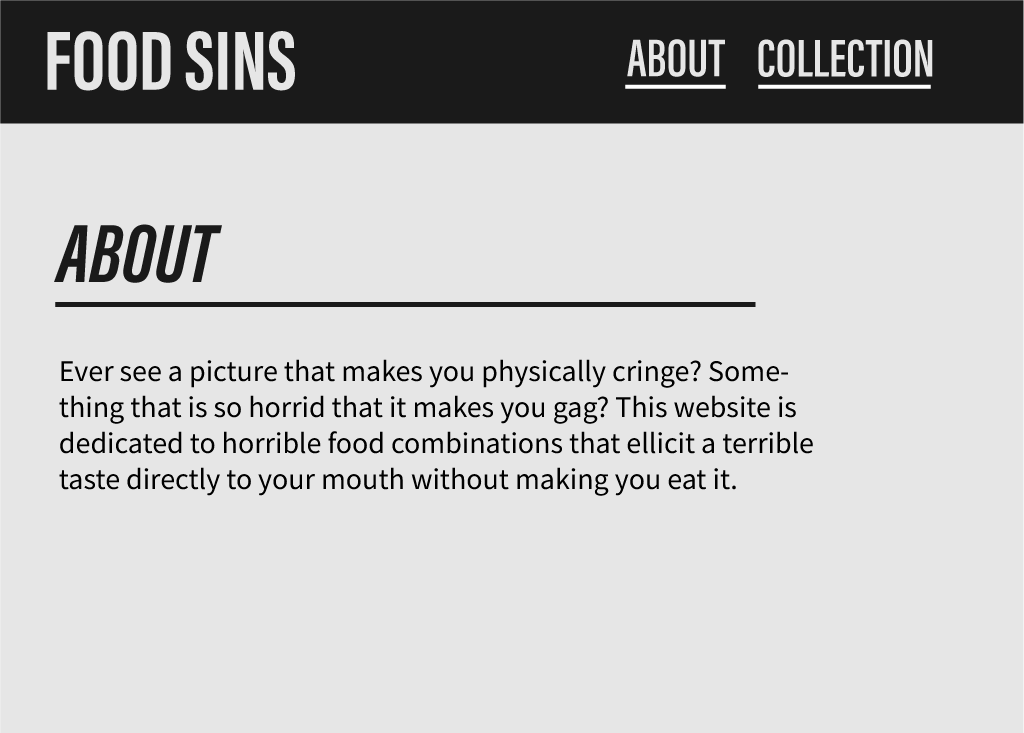 FOOD SINS
ABOUT COLLECTION
ABOUT
Ever see a picture that makes you physically cringe? Some-
thing that is so horrid that it makes you gag? This website is
dedicated to horrible food combinations that ellicit a terrible
taste directly to your mouth without making you eat it.